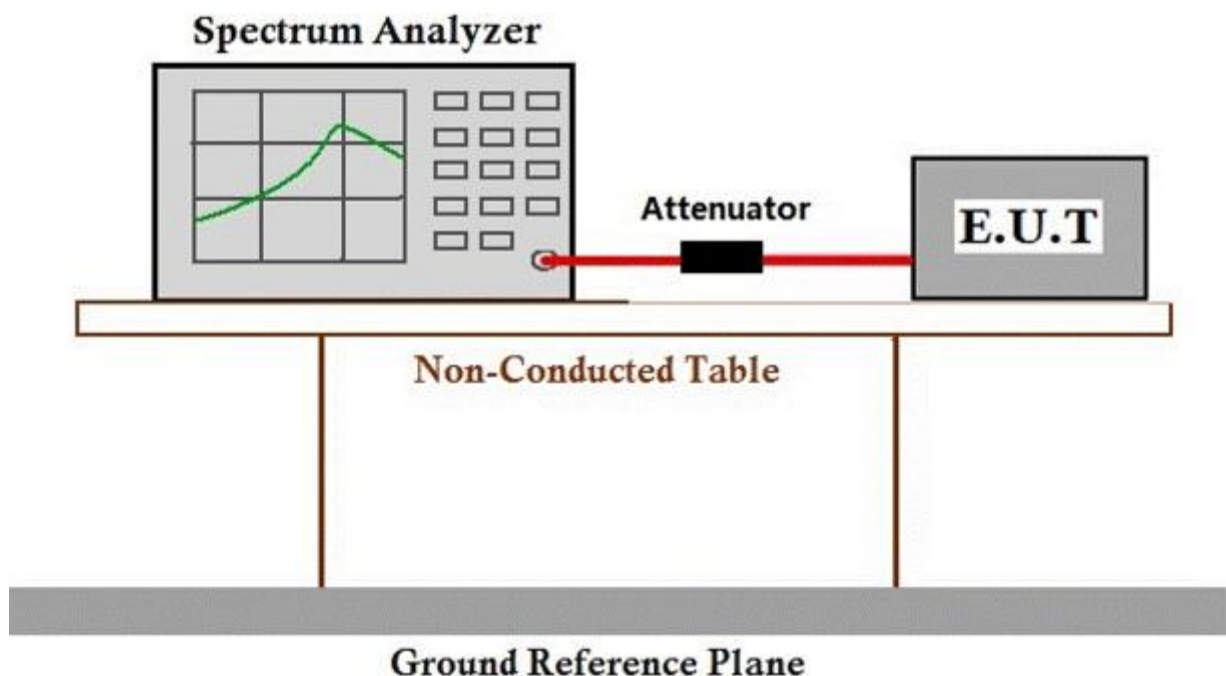 Spectrum Analyzer
Attenuator
E.U.T
Non-Conducted Table
Ground Reference Plane